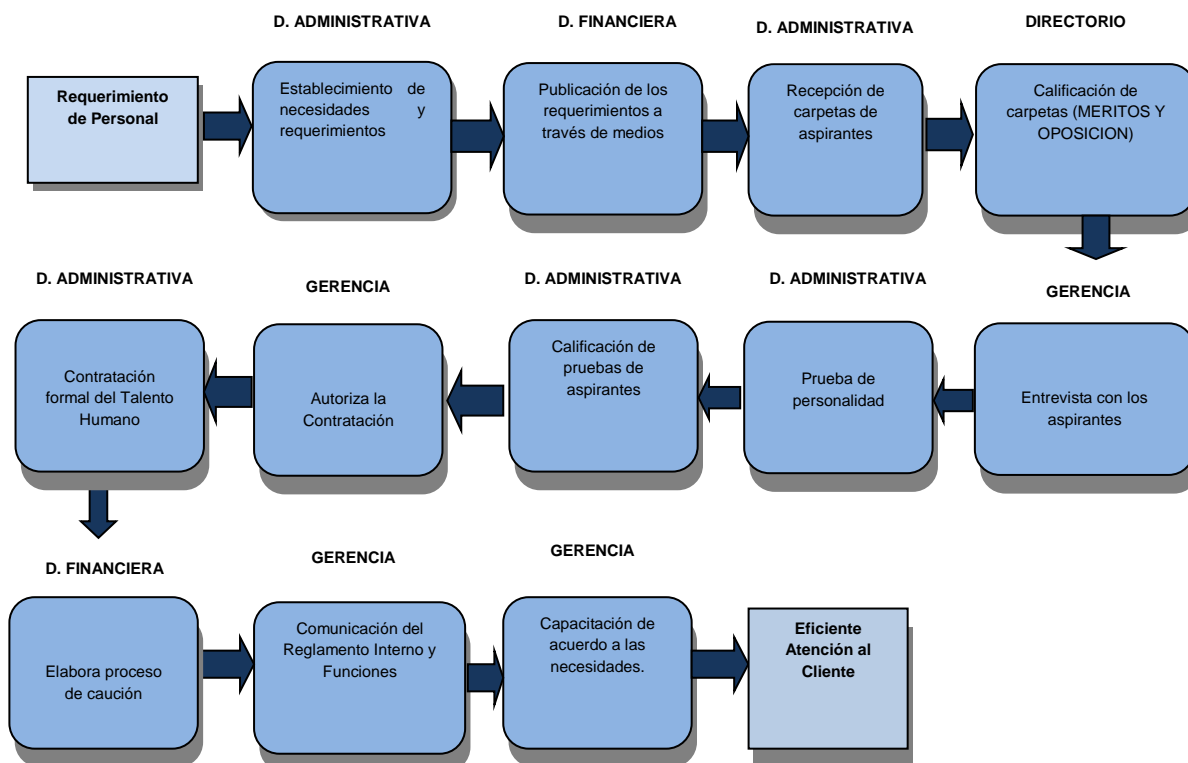 D. ADMINISTRATIVA
D. FINANCIERA
D. ADMINISTRATIVA
DIRECTORIO
Requerimiento
de Personal
Establecimiento de
necesidades y
requerimientos
Publicación de los
requerimientos a
través de medios
Recepción de
carpetas de
aspirantes
Calificación de
carpetas (MERITOS Y
OPOSICION)
D. ADMINISTRATIVA
GERENCIA
D. ADMINISTRATIVA
D. ADMINISTRATIVA
GERENCIA
Contratación
formal del Talento
Humano
Autoriza la
Contratación
Calificación de
pruebas de
aspirantes
Prueba de
personalidad
Entrevista con los
aspirantes
D. FINANCIERA
GERENCIA
GERENCIA
Elabora proceso
de caución
Comunicación del
Reglamento Interno y
Funciones
Capacitación de
acuerdo a las
necesidades.
Eficiente
Atención al
Cliente